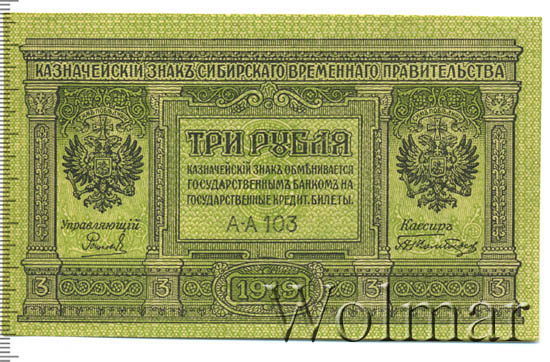 КАЗНАЧЕЙСКІЙ ЗНАКЪ СИБИРСКАГО ВРЕМЕННАГО ПРАВИТЕЛЬСТВА
ТРИ РУБЛЯ
КАЗНАЧЕЙСКІЙ ЗНАКЪ ОБМѢНИВАЕТСЯ
ГОСУДАРСТВЕННЫМЪ БАНКОМЪ НА
ГОСУДАРСТВЕННЫЕ КРЕДИТ. БИЛЕТЫ.
А-А 103
Управляющій
Кассиръ
3 3 1919 3 3
Wolmar